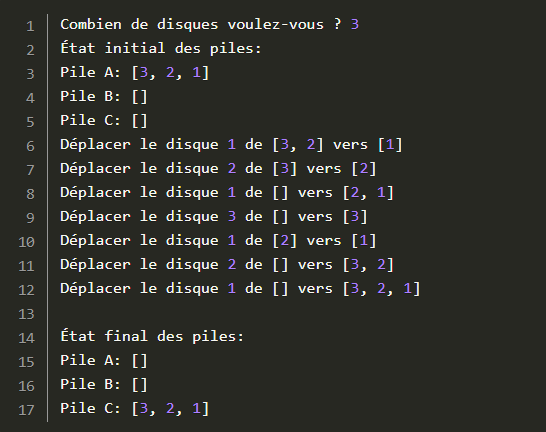 1 Combien de disques voulez-vous ? 3
2 État initial des piles:
3 Pile A: [3, 2, 1]
4 Pile B: []
5 Pile C: []
6 Déplacer le disque 1 de [3, 2] vers [1]
7 Déplacer le disque 2 de [3] vers [2]
8 Déplacer le disque 1 de [] vers [2, 1]
9 Déplacer le disque 3 de [] vers [3]
10 Déplacer le disque 1 de [2] vers [1]
11 Déplacer le disque 2 de [] vers [3, 2]
12 Déplacer le disque 1 de [] vers [3, 2, 1]
13
14 État final des piles:
15 Pile A: []
16 Pile B: []
17 Pile C: [3, 2, 1]